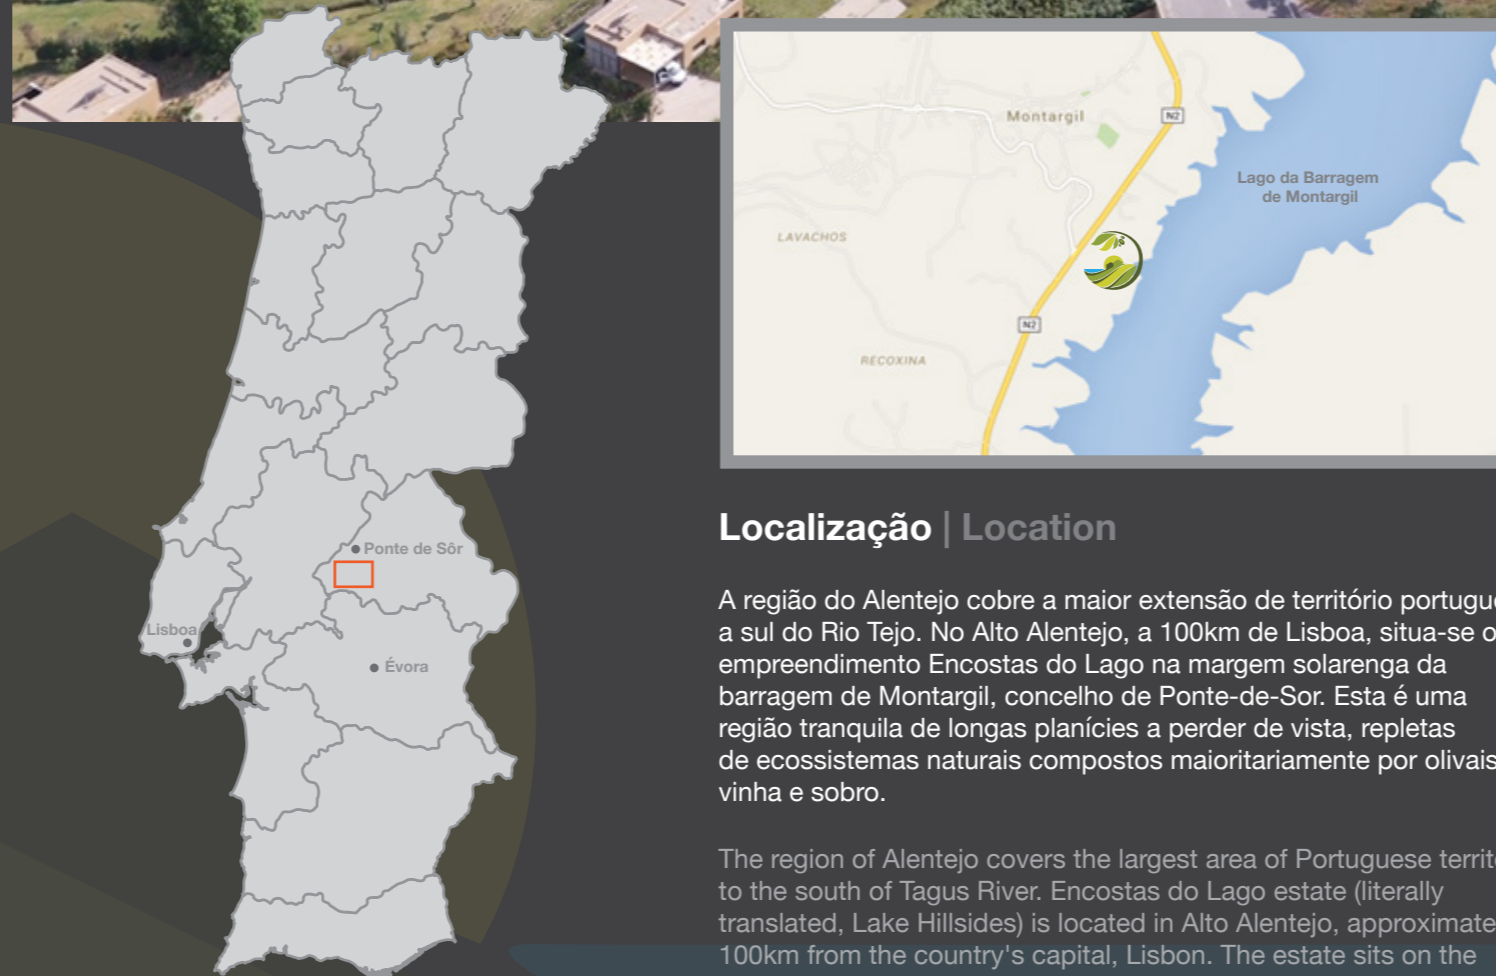 Montargil
N2
Lago da Barragem
de Montargil
LAVACHOS
N2
RECOXINA
Ponte de Sôr
Lisboa
Évora
Localização | Location
A região do Alentejo cobre a maior extensão de território
a sul do Rio Tejo. No Alto Alentejo, a 100km de Lisboa, situa-se o
empreendimento Encostas do Lago na margem solarenga da
barragem de Montargil, concelho de Ponte-de-Sor. Esta é uma
região tranquila de longas planícies a perder de vista, repletas
de ecossistemas naturais compostos maioritariamente por olivais
vinha e sobro.
The region of Alentejo covers the largest area of Portuguese
to the south of Tagus River. Encostas do Lago estate (literally
translated, Lake Hillsides) is located in Alto Alentejo,
100km from the country's capital, Lisbon. The estate sits on the